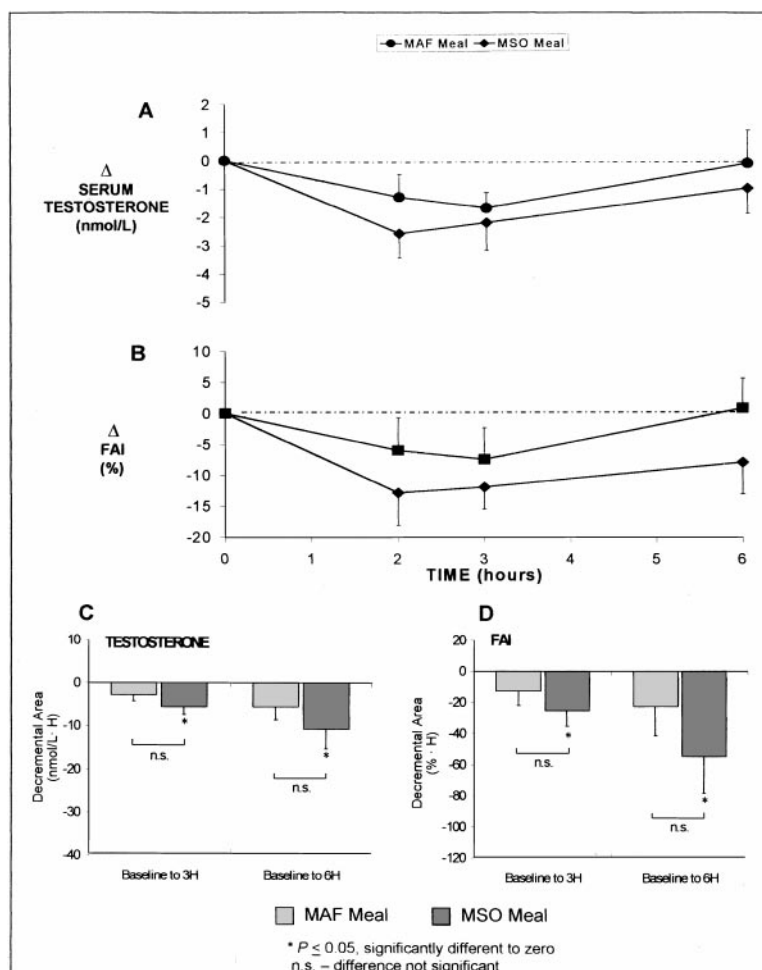 MAF Meal MSO Meal
A
Δ
SERUM
TESTOSTERONE
(nmol/L)
2
1
0
-1
-2
-3
-4
-5
B
Δ
FAI
(%)
10
5
0
-5
-10
-15
-20
0 1 2 3 4 5 6
TIME (hours)
C
TESTOSTERONE
Decremental Area
(nmol/L· H)
10
0
-10
-20
-30
-40
*
n.s.
*
n.s.
Baseline to 3H Baseline to 6H
D
FAI
Decremental Area
(% · H)
20
0
-20
-40
-60
-80
-100
-120
*
n.s.
*
n.s.
Baseline to 3H Baseline to 6H
MAF Meal MSO Meal
* P ≤ 0.05, significantly different to zero
n.s. – difference not significant